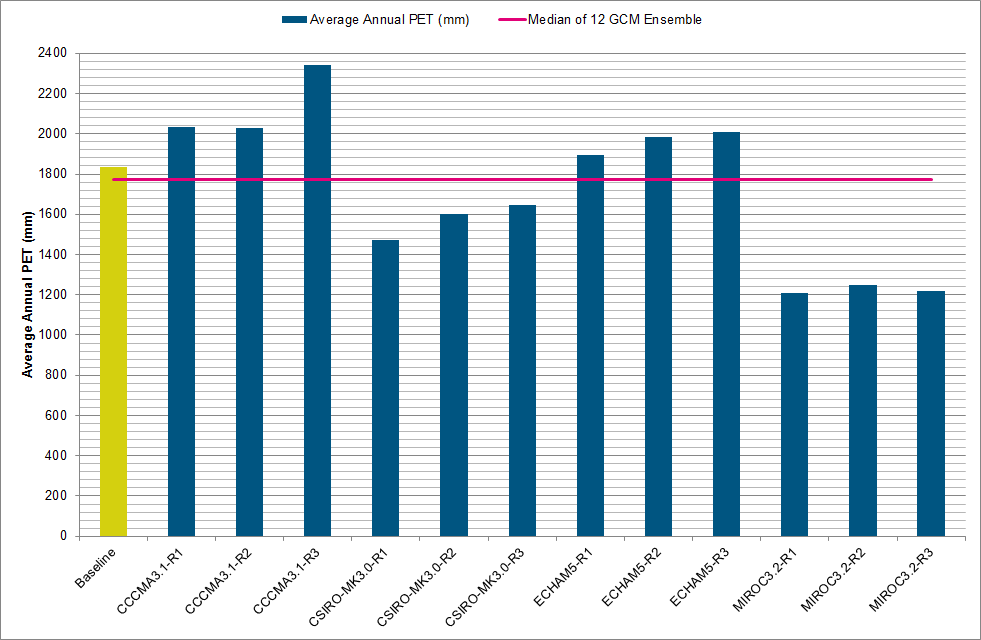 Average Annual PET (mm) Median of 12 GCM Ensemble
2400
2200
2000
1800
1600
1400
1200
1000
800
600
400
200
0
Average Annual PET (mm)
Baseline
CCCMA3.1-R1
CCCMA3.1-R2
CCCMA3.1-R3
CSIRO-MK3.0-R1
CSIRO-MK3.0-R2
CSIRO-MK3.0-R3
ECHAM5-R1
ECHAM5-R2
ECHAM5-R3
MIROC3.2-R1
MIROC3.2-R2
MIROC3.2-R3